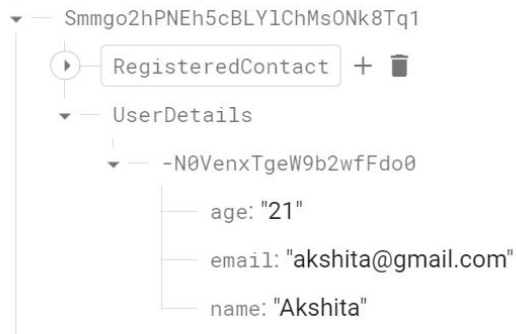 Smmgo2hPNEh5cBLYlChMsONk8Tq1
RegisteredContact
UserDetails
-N0VenxTgeW9b2wfFdo0
age: "21"
email: "akshita@gmail.com"
name: "Akshita"